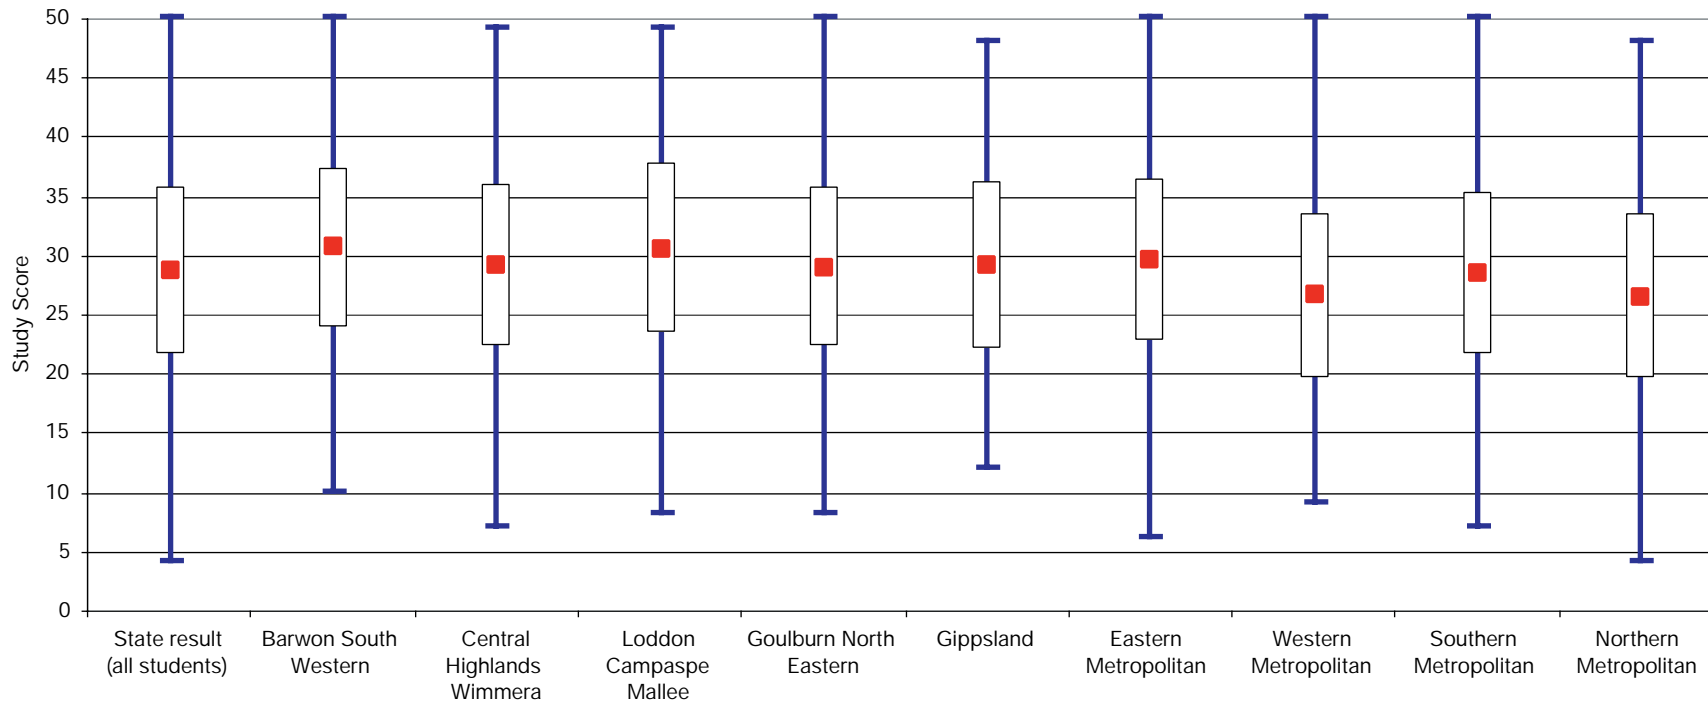 50
45
40
35
30
25
20
15
10
5
0
Study Score
State result
(all students)
Barwon South
Western
Central
Highlands
Wimmera
Loddon
Campaspe
Mallee
Goulburn North
Eastern
Gippsland
Eastern
Metropolitan
Western
Metropolitan
Southern
Metropolitan
Northern
Metropolitan